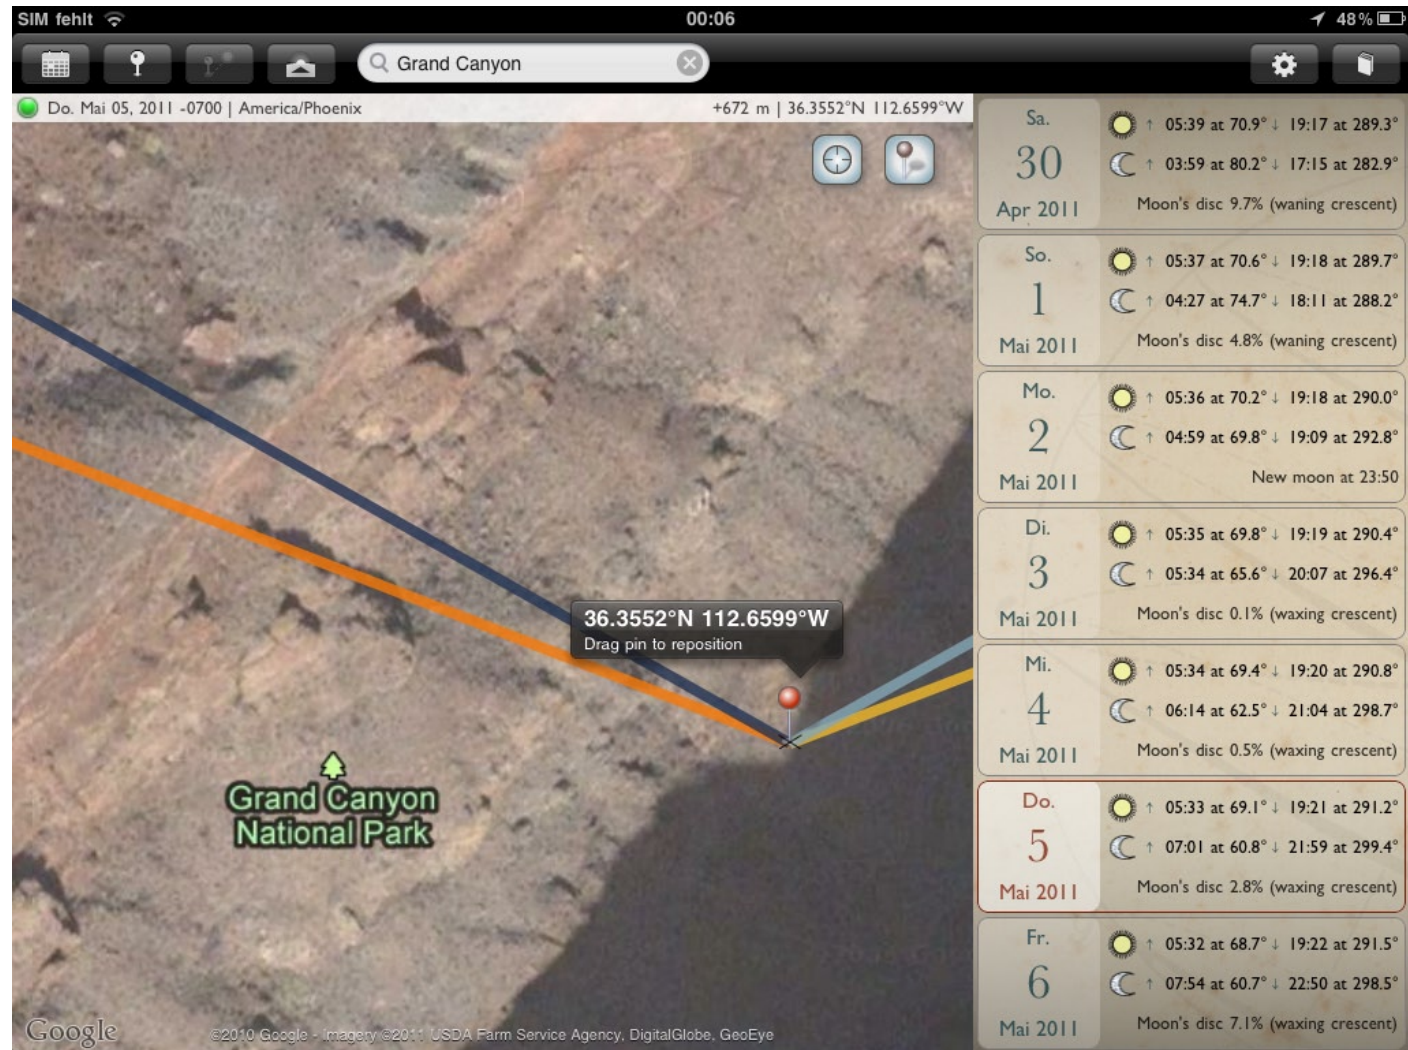 SIM fehlt
00:06
48%
Grand Canyon
Do. Mai 05, 2011 -0700 | America/Phoenix
+672 m | 36.3552°N 112.6599°W
36.3552°N 112.6599°W
Drag pin to reposition
Grand Canyon
National Park
Google
©2010 Google - Imagery ©2011 USDA Farm Service Agency, DigitalGlobe, GeoEye
Sa.
30
Apr 2011
↑ 05:39 at 70.9° ↓ 19:17 at 289.3°
↑ 03:59 at 80.2° ↓ 17:15 at 282.9°
Moon's disc 9.7% (waning crescent)
So.
1
Mai 2011
↑ 05:37 at 70.6° ↓ 19:18 at 289.7°
↑ 04:27 at 74.7° ↓ 18:11 at 288.2°
Moon's disc 4.8% (waning crescent)
Mo.
2
Mai 2011
↑ 05:36 at 70.2° ↓ 19:18 at 290.0°
↑ 04:59 at 69.8° ↓ 19:09 at 292.8°
New moon at 23:50
Di.
3
Mai 2011
↑ 05:35 at 69.8° ↓ 19:19 at 290.4°
↑ 05:34 at 65.6° ↓ 20:07 at 296.4°
Moon's disc 0.1% (waxing crescent)
Mi.
4
Mai 2011
↑ 05:34 at 69.4° ↓ 19:20 at 290.8°
↑ 06:14 at 62.5° ↓ 21:04 at 298.7°
Moon's disc 0.5% (waxing crescent)
Do.
5
Mai 2011
↑ 05:33 at 69.1° ↓ 19:21 at 291.2°
↑ 07:01 at 60.8° ↓ 21:59 at 299.4°
Moon's disc 2.8% (waxing crescent)
Fr.
6
Mai 2011
↑ 05:32 at 68.7° ↓ 19:22 at 291.5°
↑ 07:54 at 60.7° ↓ 22:50 at 298.5°
Moon's disc 7.1% (waxing crescent)